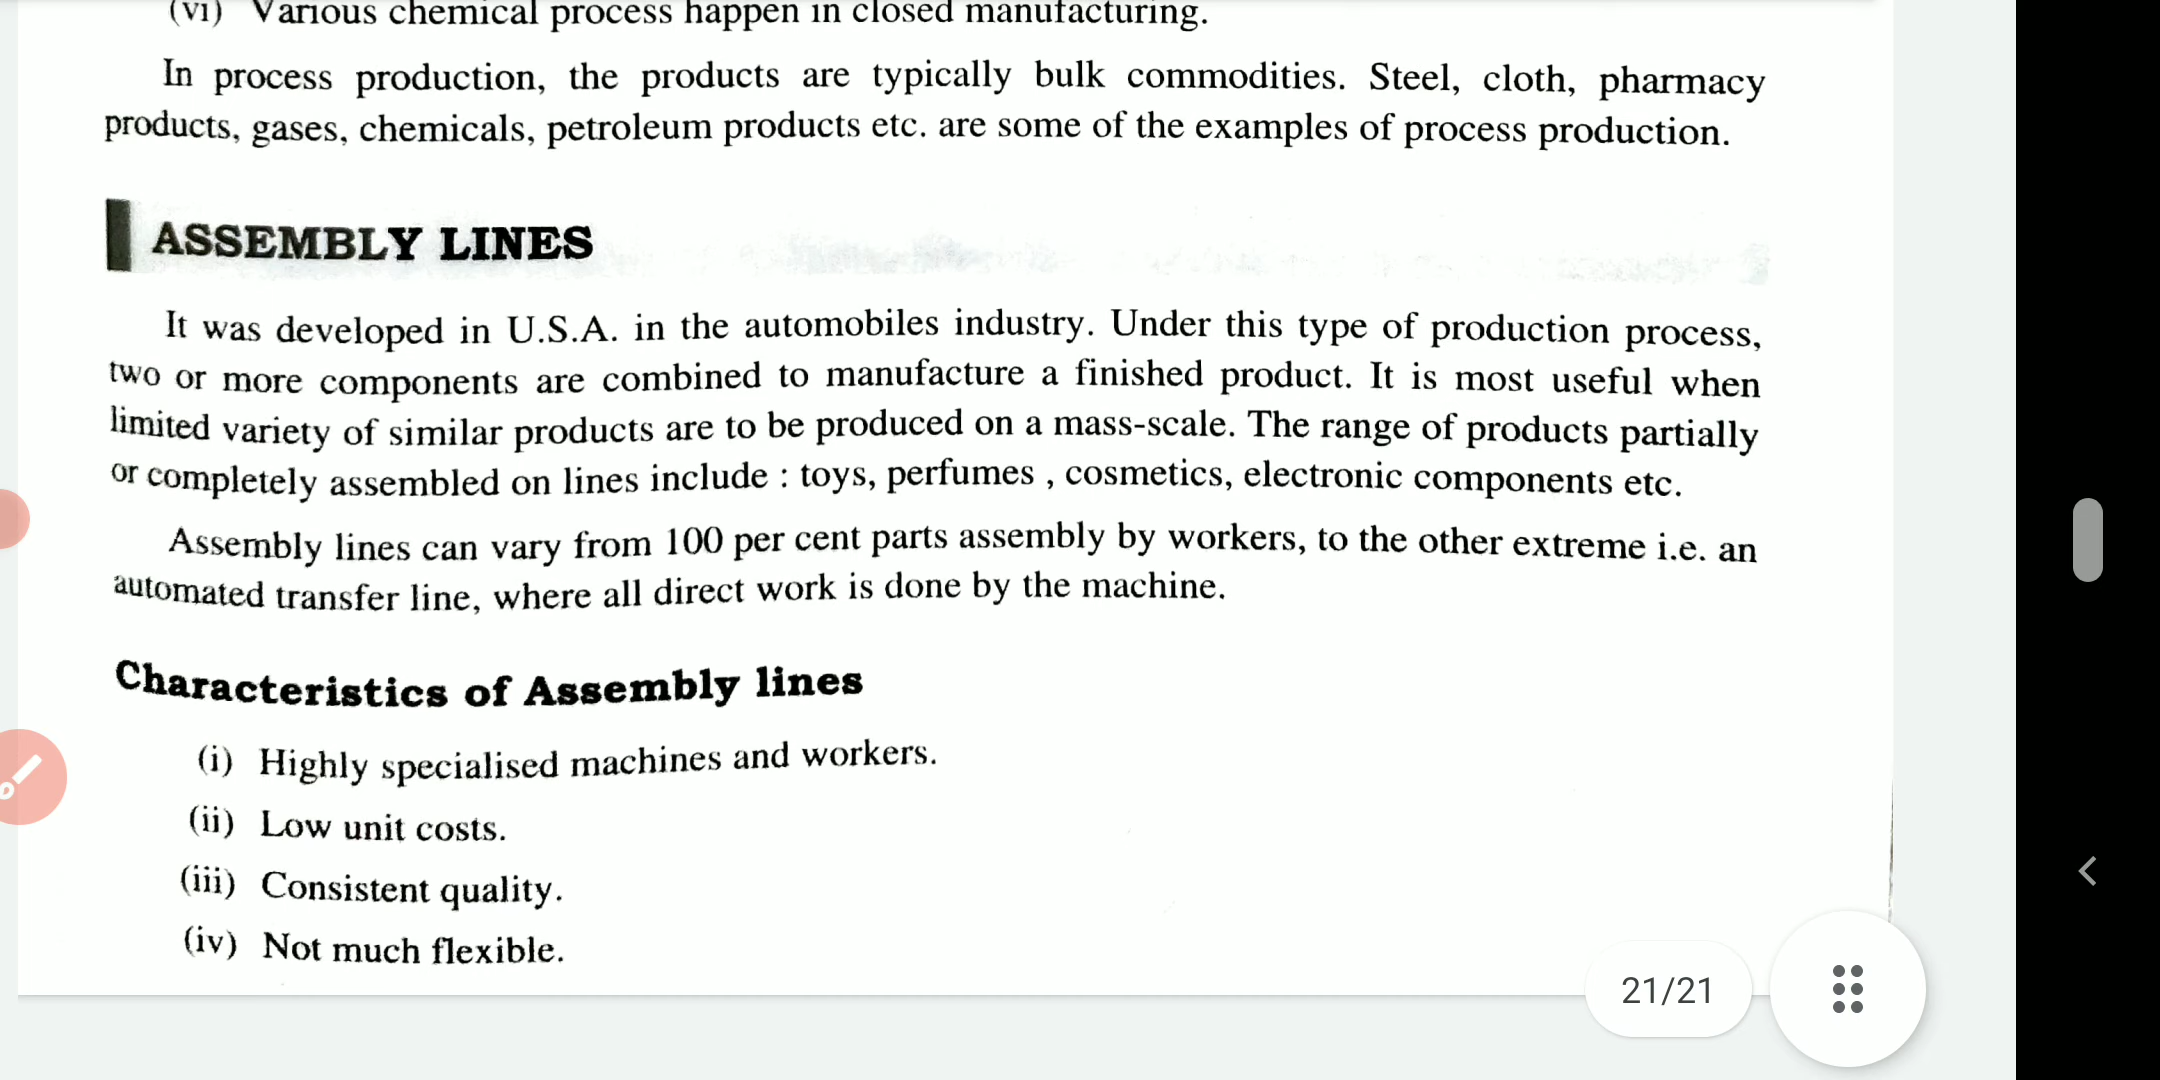 (vi) Various chemical process happen in closed manufacturing.
In process production, the products are typically bulk commodities. Steel, cloth, pharmacy
products, gases, chemicals, petroleum products etc. are some of the examples of process production.
ASSEMBLY LINES
It was developed in U.S.A. in the automobiles industry. Under this type of production process,
two or more components are combined to manufacture a finished product. It is most useful when
limited variety of similar products are to be produced on a mass-scale. The range of products partially
or completely assembled on lines include : toys, perfumes , cosmetics, electronic components etc.
Assembly lines can vary from 100 per cent parts assembly by workers, to the other extreme i.e. an
automated transfer line, where all direct work is done by the machine.
Characteristics of Assembly lines
(i) Highly specialised machines and workers.
(ii) Low unit costs.
(iii) Consistent quality.
(iv) Not much flexible.
21/21